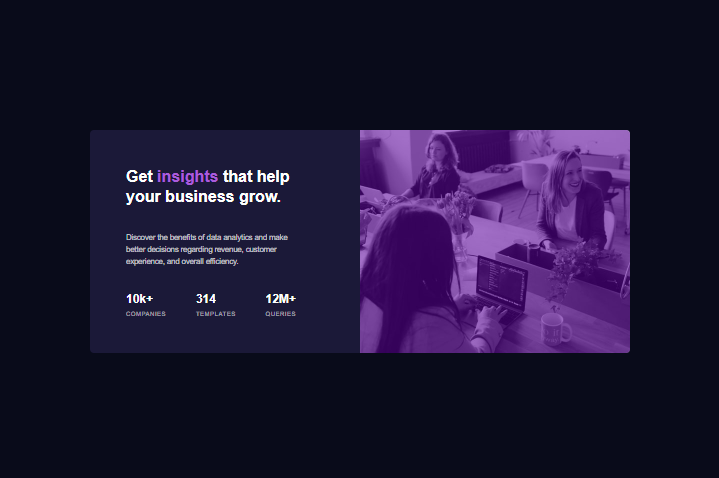 Get insights that help
your business grow.
Discover the benefits of data analytics and make
better decisions regarding revenue, customer
experience, and overall efficiency.
10k+ 314 12M+
COMPANIES TEMPLATES QUERIES